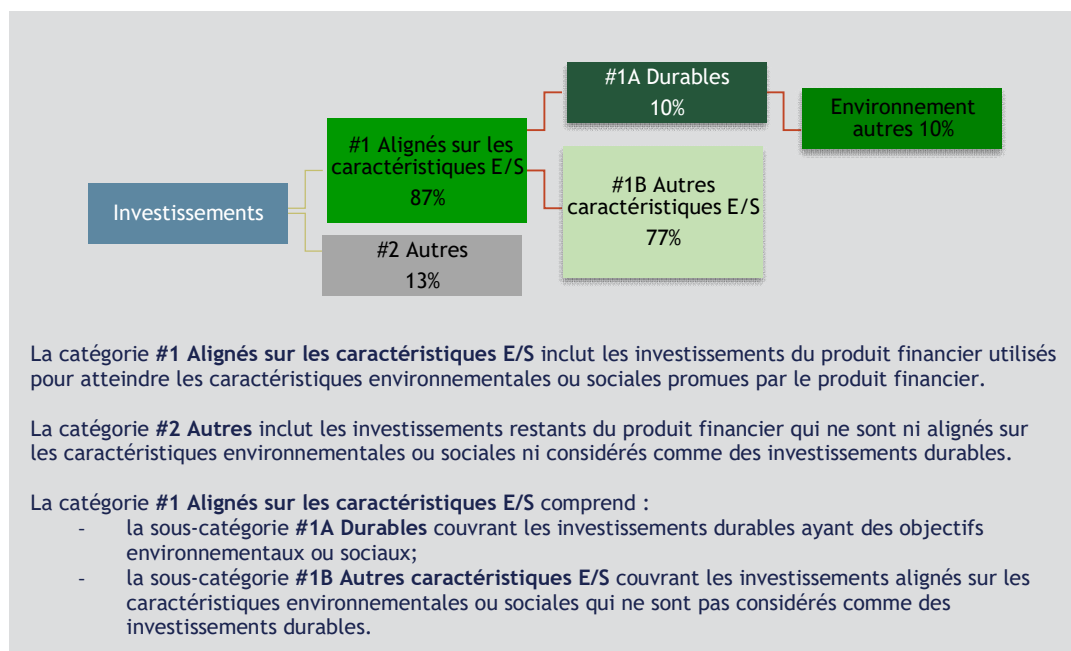 #1A Durables
10%
Environnement
autres 10%
#1 Alignés sur les
caractéristiques E/S
87%
#1B Autres
caractéristiques E/S
77%
Investissements
#2 Autres
13%
La catégorie #1 Alignés sur les caractéristiques E/S inclut les investissements du produit financier utilisés
pour atteindre les caractéristiques environnementales ou sociales promues par le produit financier.
La catégorie #2 Autres inclut les investissements restants du produit financier qui ne sont ni alignés sur
les caractéristiques environnementales ou sociales ni considérés comme des investissements durables.
La catégorie #1 Alignés sur les caractéristiques E/S comprend :
- la sous-catégorie #1A Durables couvrant les investissements durables ayant des objectifs
environnementaux ou sociaux;
- la sous-catégorie #1B Autres caractéristiques E/S couvrant les investissements alignés sur les
caractéristiques environnementales ou sociales qui ne sont pas considérés comme des
investissements durables.